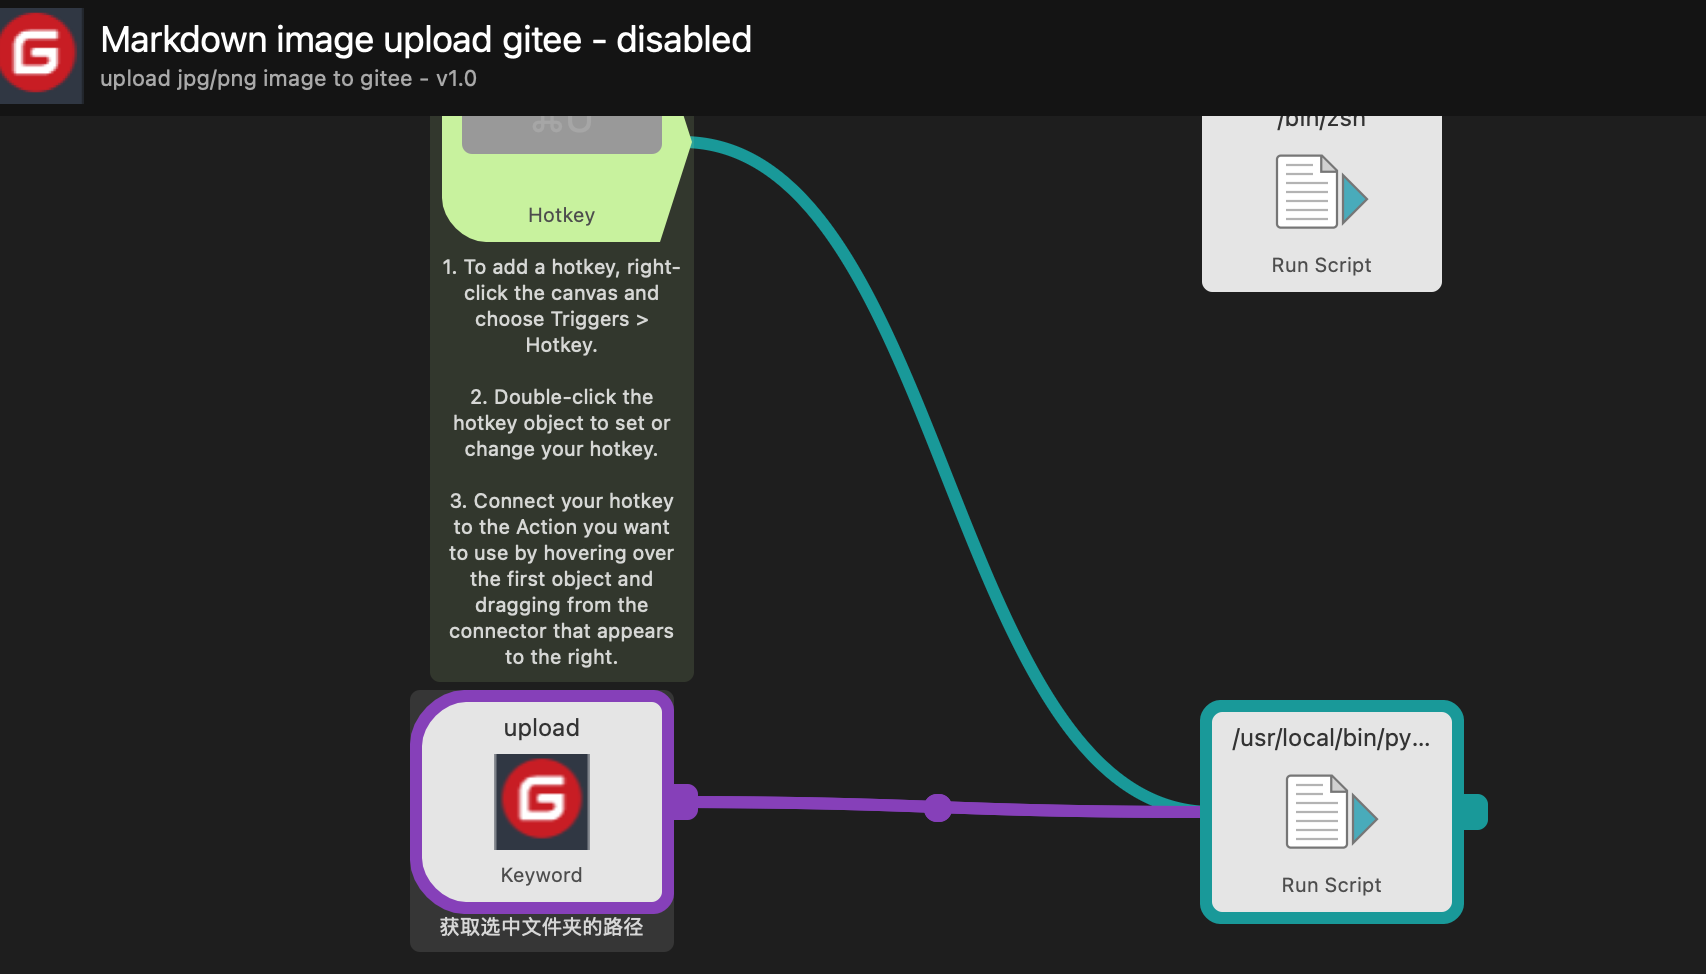 Markdown image upload gitee - disabled
upload jpg/png image to gitee - v1.0
/bin/zsh
Run Script
Hotkey
1. To add a hotkey, right-
click the canvas and
choose Triggers >
Hotkey.
2. Double-click the
hotkey object to set or
change your hotkey.
3. Connect your hotkey
to the Action you want
to use by hovering over
the first object and
dragging from the
connector that appears
to the right.
upload
Keyword
获取选中文件夹的路径
/usr/local/bin/py...
Run Script